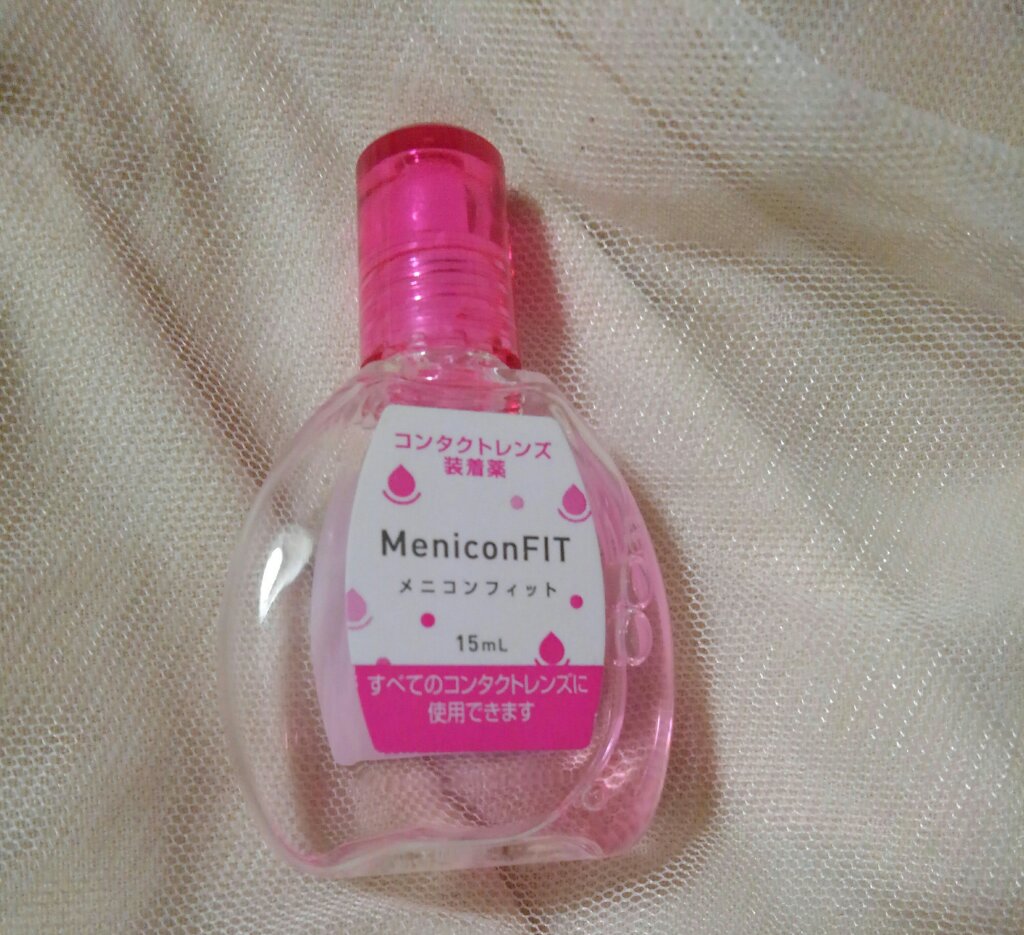 コンタクトレンズ
装着薬
MeniconFIT
メニコンフィット
15mL
すべてのコンタクトレンズに
使用できます